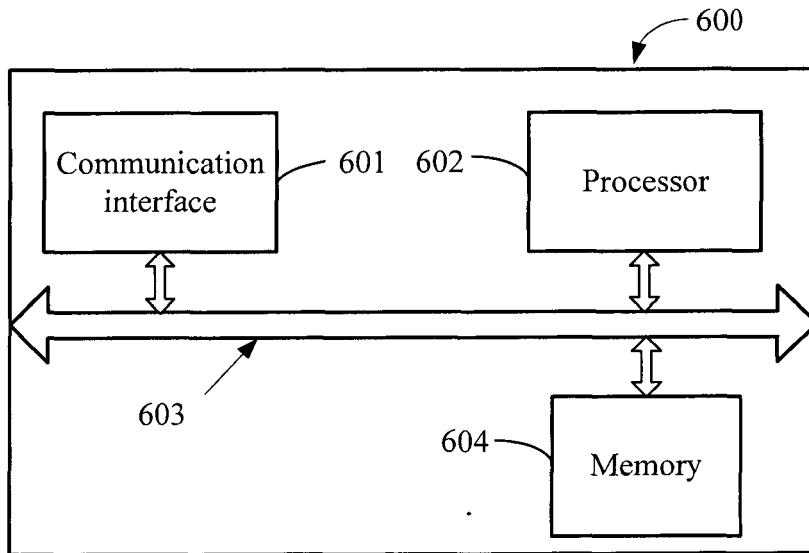 600
Communication
interface
601
602
Processor
603
604
Memory